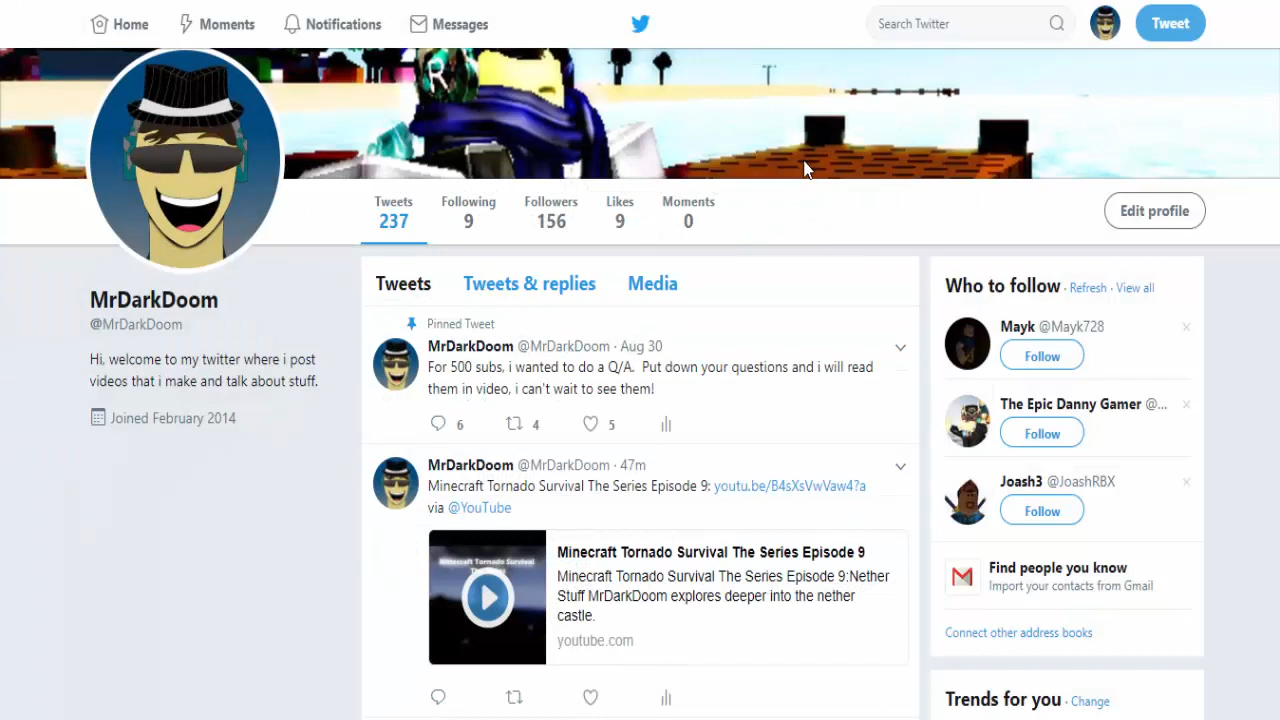 Home
Moments
Notifications
Messages
Search Twitter
Tweet
Tweets
237
Following
9
Followers
156
Likes
9
Moments
0
Edit profile
MrDarkDoom
@MrDarkDoom
Hi, welcome to my twitter where i post
videos that i make and talk about stuff.
Joined February 2014
Tweets
Tweets & replies
Media
Pinned Tweet
MrDarkDoom @MrDarkDoom · Aug 30
For 500 subs, i wanted to do a Q/A. Put down your questions and i will read
them in video, i can't wait to see them!
6
4
5
MrDarkDoom @MrDarkDoom · 47m
Minecraft Tornado Survival The Series Episode 9: youtu.be/B4sXsVwVaw4?a
via @YouTube
Minecraft Tornado Survival
Minecraft Tornado Survival The Series Episode 9
Minecraft Tornado Survival The Series Episode 9:Nether
Stuff MrDarkDoom explores deeper into the nether
castle.
youtube.com
Who to follow · Refresh · View all
Mayk @Mayk728
Follow
The Epic Danny Gamer @...
Follow
Joash3 @JoashRBX
Follow
Find people you know
Import your contacts from Gmail
Connect other address books
Trends for you · Change